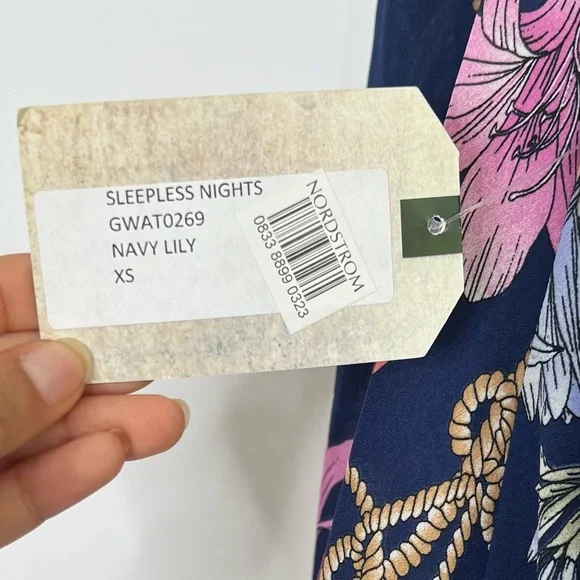 SLEEPLESS NIGHTS
GWAT0269
NAVY LILY
XS
NORDSTROM
0833 8899 0323